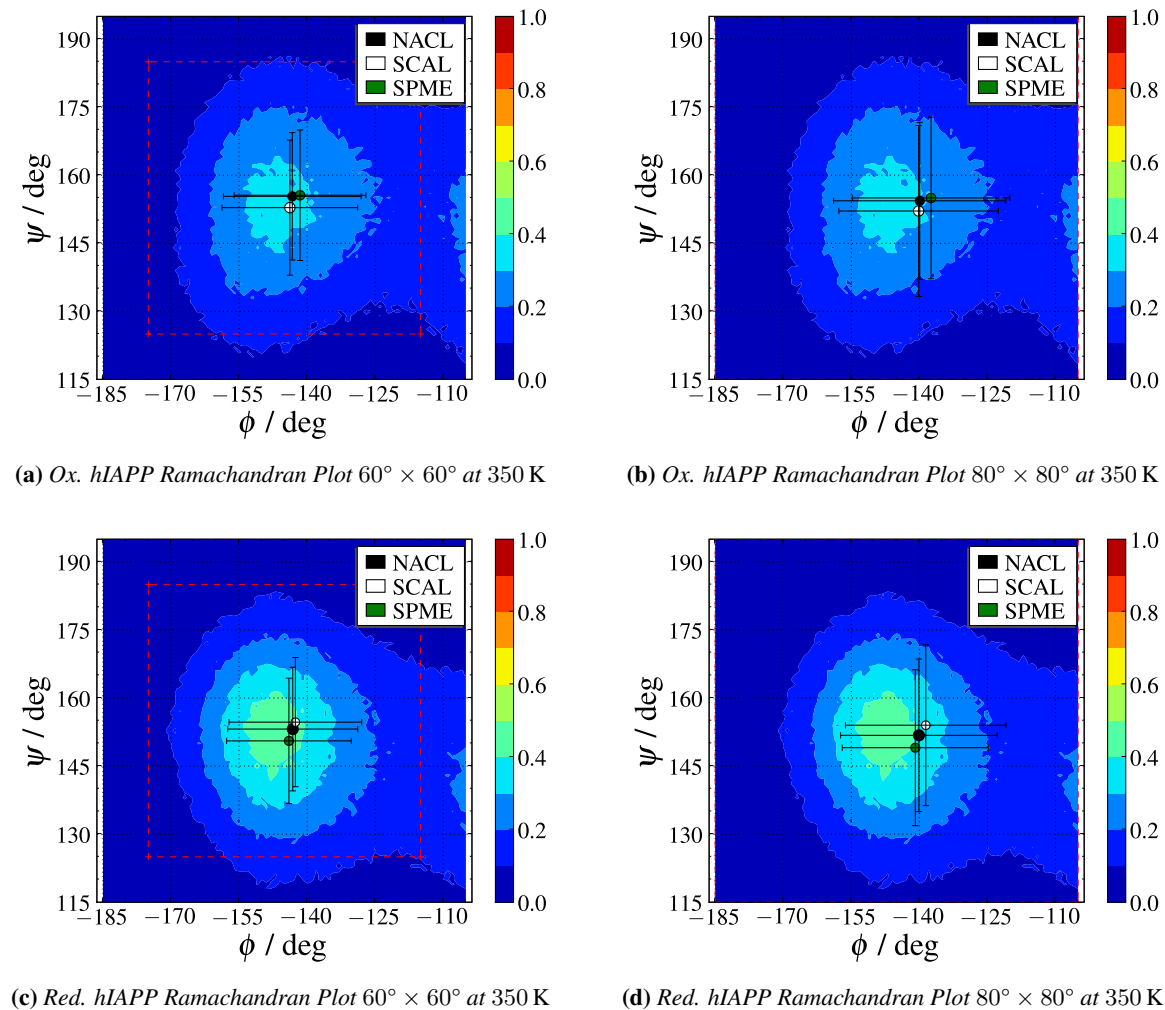 195
175
160
145
130
115
ψ / deg
NACL
SCAL
SPME
1.0
0.8
0.6
0.4
0.2
0.0
−185 −170 −155 −140 −125 −110
ϕ / deg
(a) Ox. hIAPP Ramachandran Plot 60° × 60° at 350 K
195
175
160
145
130
115
ψ / deg
NACL
SCAL
SPME
1.0
0.8
0.6
0.4
0.2
0.0
−185 −170 −155 −140 −125 −110
ϕ / deg
(b) Ox. hIAPP Ramachandran Plot 80° × 80° at 350 K
195
175
160
145
130
115
ψ / deg
NACL
SCAL
SPME
1.0
0.8
0.6
0.4
0.2
0.0
−185 −170 −155 −140 −125 −110
ϕ / deg
(c) Red. hIAPP Ramachandran Plot 60° × 60° at 350 K
195
175
160
145
130
115
ψ / deg
NACL
SCAL
SPME
1.0
0.8
0.6
0.4
0.2
0.0
−185 −170 −155 −140 −125 −110
ϕ / deg
(d) Red. hIAPP Ramachandran Plot 80° × 80° at 350 K